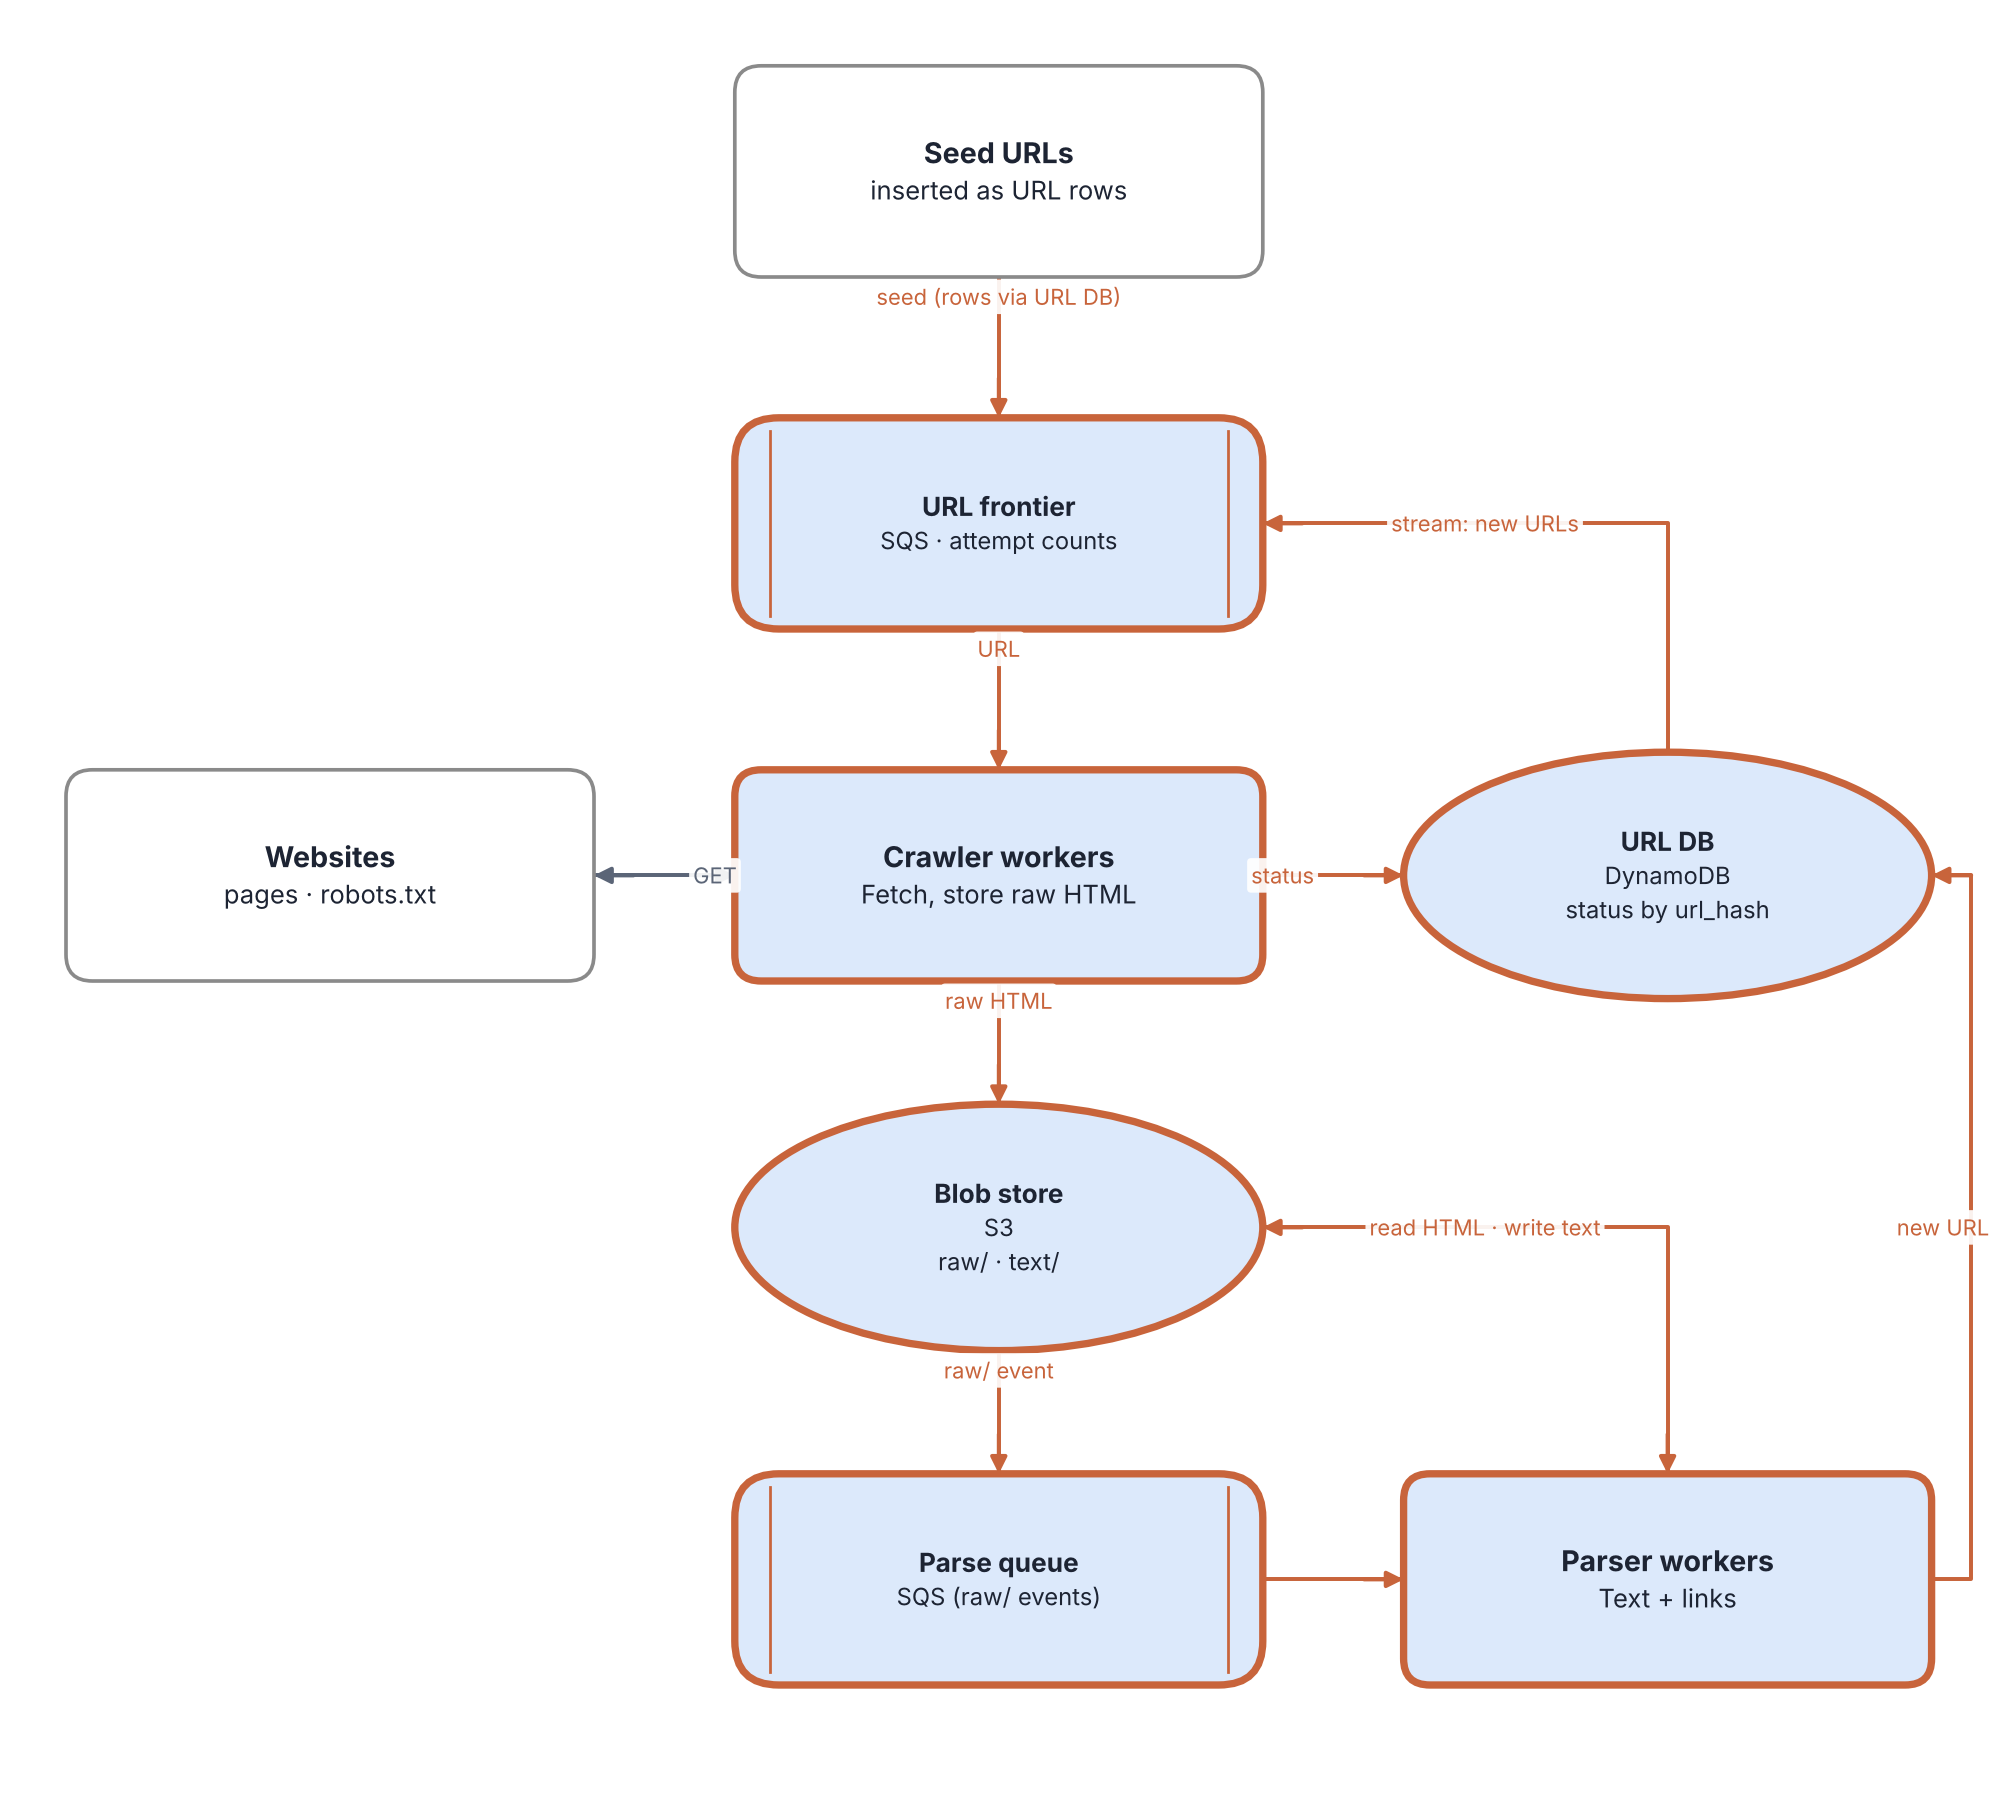 Seed URLs
inserted as URL rows
seed (rows via URL DB)
URL frontier
SQS · attempt counts
stream: new URLs
URL
Websites
pages · robots.txt
GET
Crawler workers
Fetch, store raw HTML
status
URL DB
DynamoDB
status by url_hash
raw HTML
Blob store
S3
raw/ · text/
read HTML · write text
new URL
raw/ event
Parse queue
SQS (raw/ events)
Parser workers
Text + links